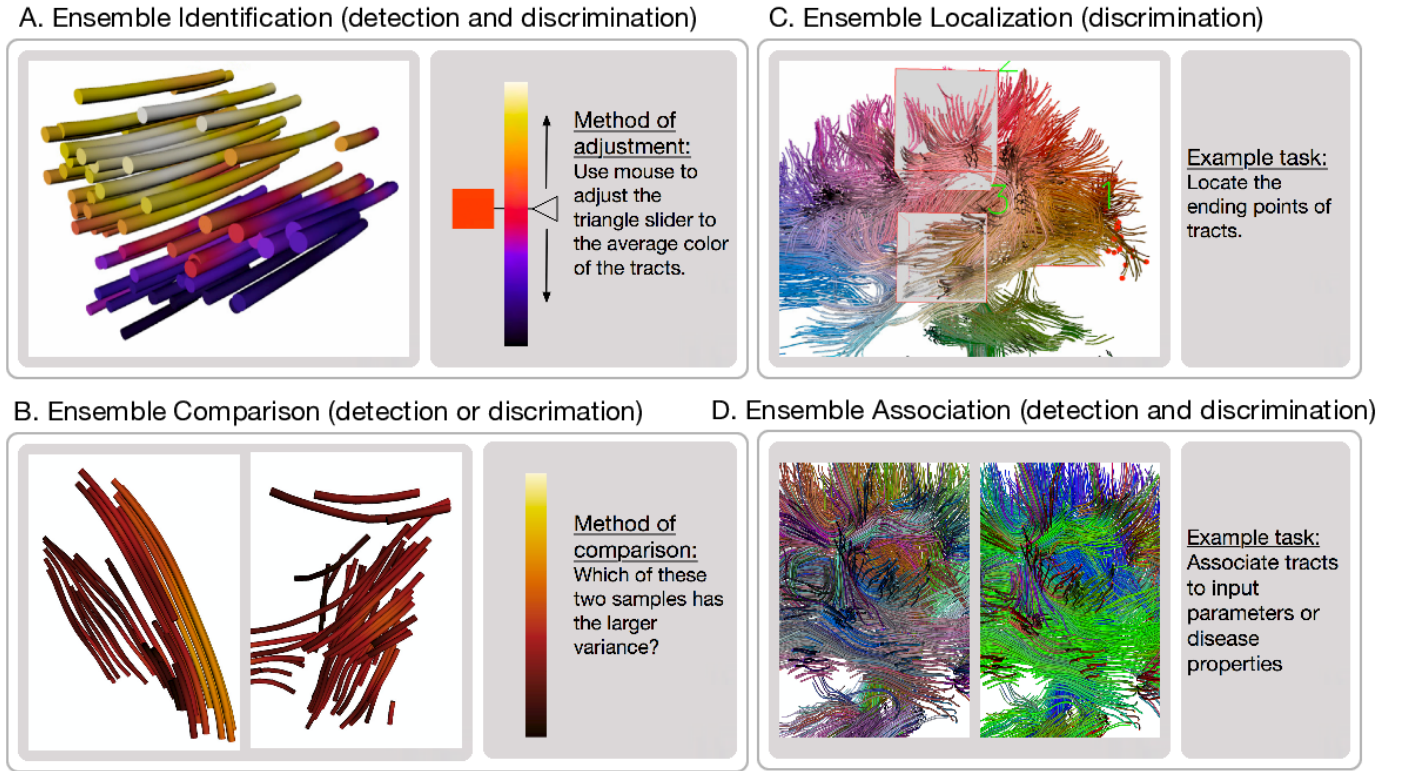 A. Ensemble Identification (detection and discrimination)
Method of
adjustment:
Use mouse to
adjust the
triangle slider to
the average color
of the tracts.
C. Ensemble Localization (discrimination)
2
3
1
Example task:
Locate the
ending points of
tracts.
B. Ensemble Comparison (detection or discrimation)
Method of
comparison:
Which of these
two samples has
the larger
variance?
D. Ensemble Association (detection and discrimination)
Example task:
Associate tracts
to input
parameters or
disease
properties